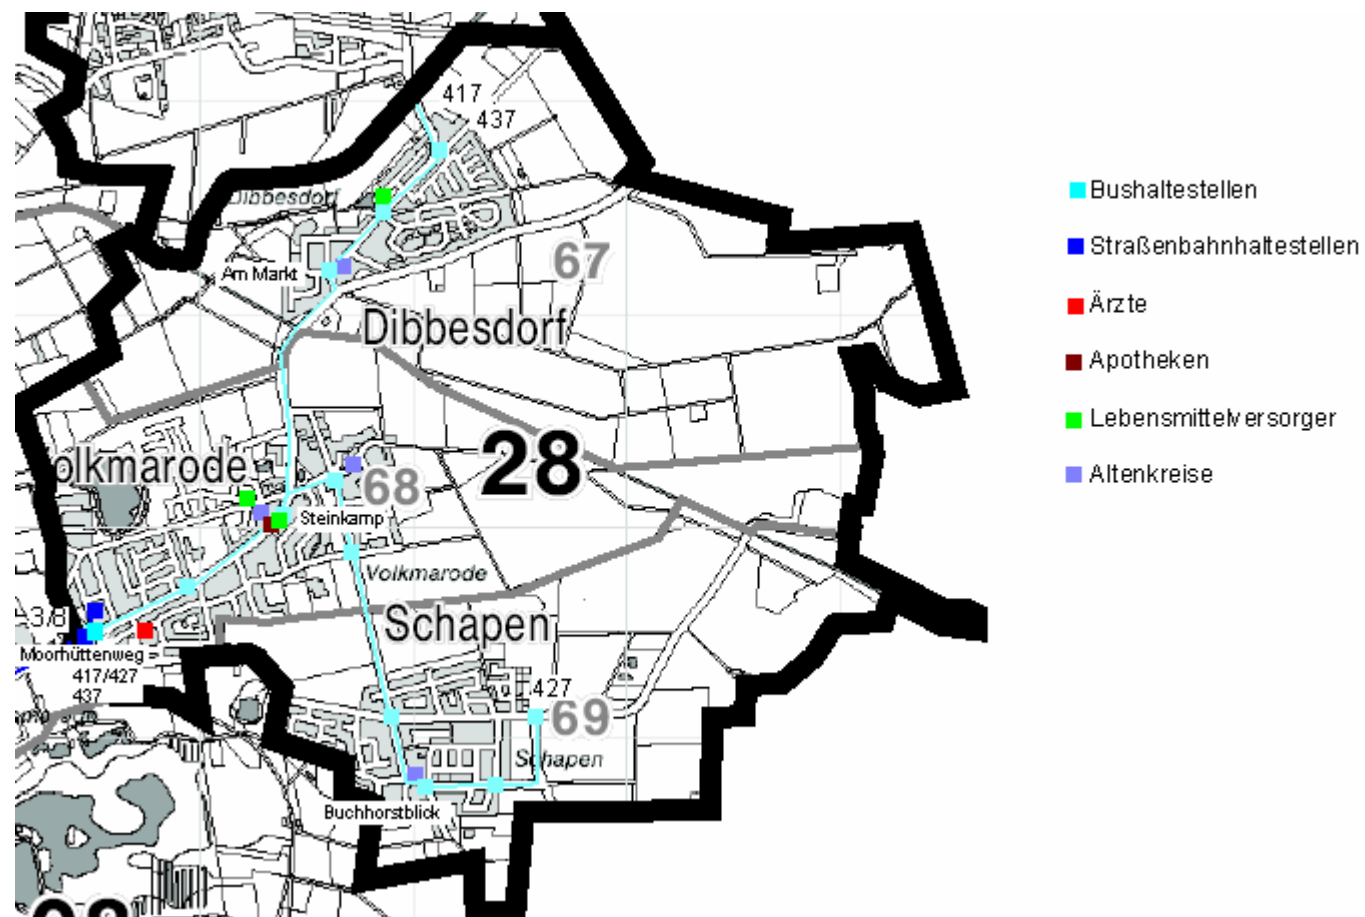 417
437
Dibbesdorf
67
Am Markt
Dibbesdorf
olkmarode
28
68
Steinkamp
Volkmarode
Schapen
Moorhüttenweg
417/427
437
427
69
Schapen
Buchhorstblick
Bushaltestellen
Straßenbahnhaltestellen
Ärzte
Apotheken
Lebensmittelversorger
Altenkreise